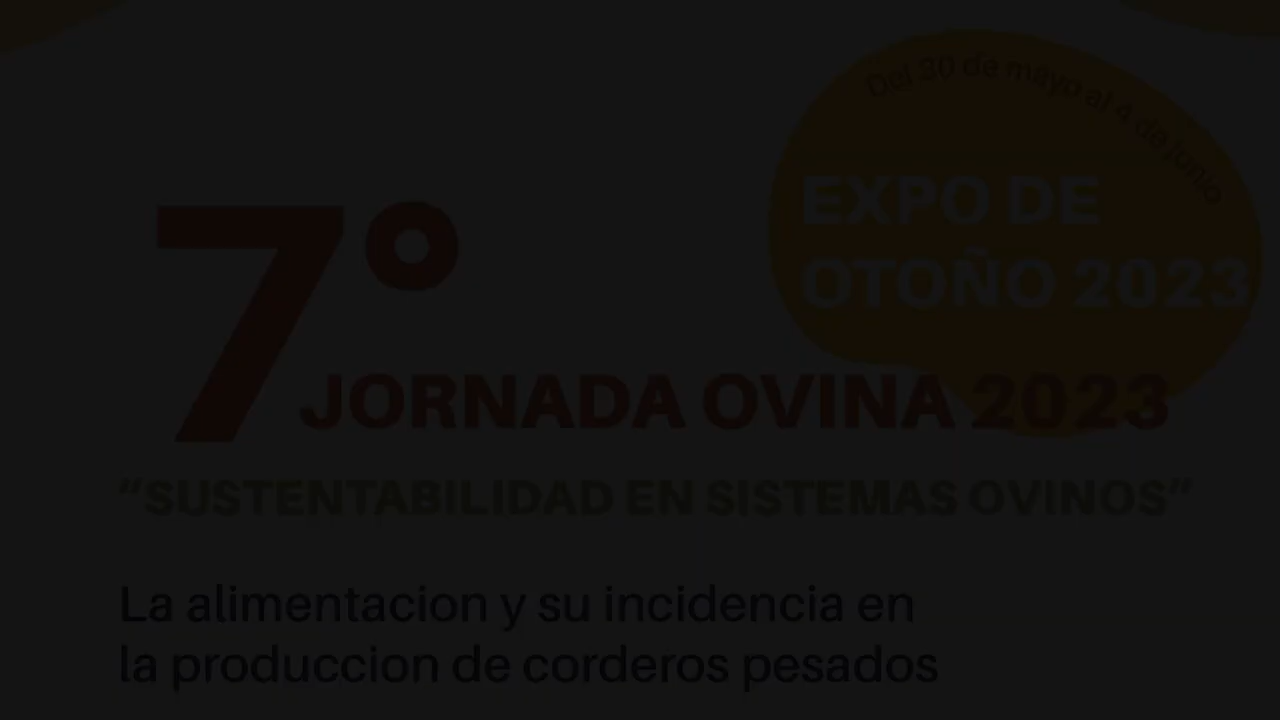 Del 30 de mayo al 4 de junio
EXPO DE
OTOÑO 2023
7°
JORNADA OVINA 2023
“SUSTENTABILIDAD EN SISTEMAS OVINOS”
La alimentacion y su incidencia en
la produccion de corderos pesados